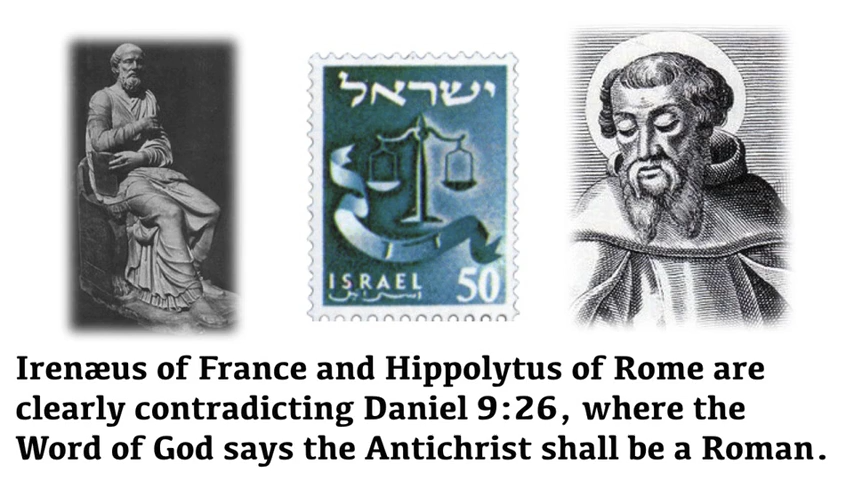 ישראל
ISRAEL 50
اسرائيل
Irenæus of France and Hippolytus of Rome are
clearly contradicting Daniel 9:26, where the
Word of God says the Antichrist shall be a Roman.